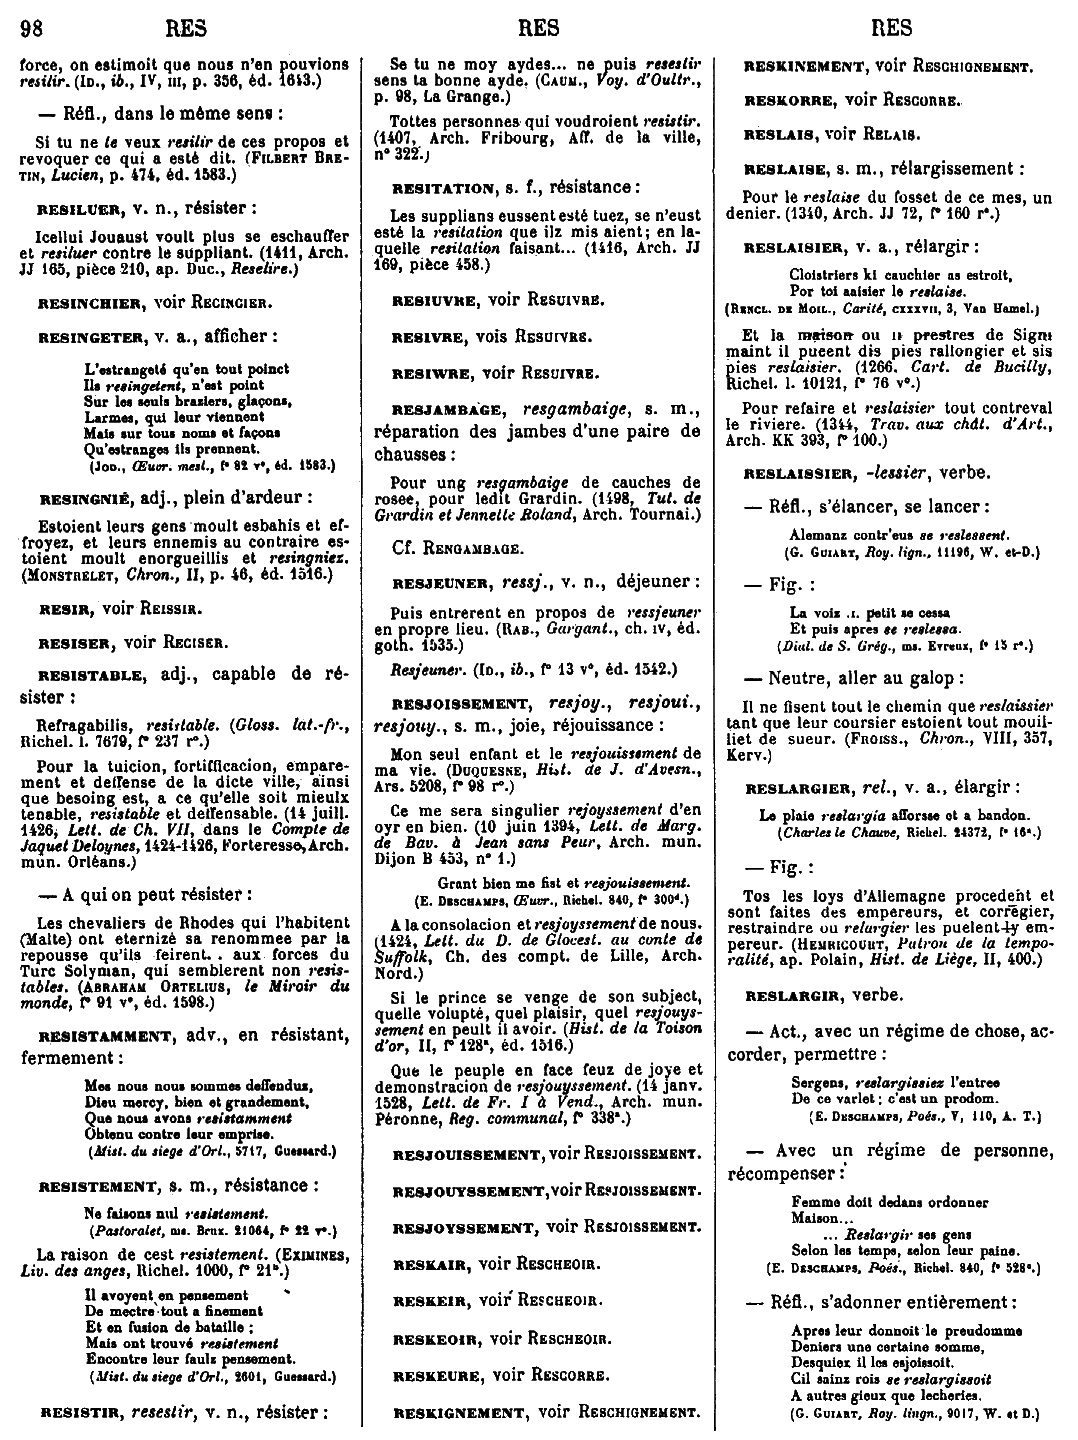 98 RES RES RES
force, on estimoit que nous n'en pouvions
resilir. (ID., ib., IV, III, p. 356, éd. 1643.)
— Réfl., dans le même sens :
Si tu ne te veux resilir de ces propos et
revoquer ce qui a esté dit. (FILBERT BRE-
TIN, Lucien, p. 474, éd. 1583.)
RESILUER, v. n., résister :
Icellui Jouaust voult plus se eschauffer
et resiluer contre le suppliant. (1411, Arch.
JJ 165, pièce 210, ap. Duc., Reselire.)
RESINCHIER, voir RECINCIER.
RESINGETER, v. a., afficher :
L'estrangeté qu'en tout poinct
Ils resingetent, n'est point
Sur les seuls brasiers, glaçons,
Larmes, qui leur viennent
Mais sur tous noms et façons
Qu'estranges ils prennent.
(JOD., Œuvr. mesl., f° 82 v°, éd. 1583.)
RESINGNIÉ, adj., plein d'ardeur :
Estoient leurs gens moult esbahis et ef-
froyez, et leurs ennemis au contraire es-
toient moult enorgueillis et resingniez.
(MONSTRELET, Chron., II, p. 46, éd. 1516.)
RESIR, voir REISSIR.
RESISER, voir RECISER.
RESISTABLE, adj., capable de ré-
sister :
Refragabilis, resistable. (Gloss. lat.-fr.,
Richel. l. 7679, f° 237 r°.)
Pour la tuicion, fortifficacion, empare-
ment et deffense de la dicte ville, ainsi
que besoing est, a ce qu'elle soit mieulx
tenable, resistable et deffensable. (14 juill.
1426, Lett. de Ch. VII, dans le Compte de
Jaquet Deloynes, 1424-1426, Forteresse, Arch.
mun. Orléans.)
— A qui on peut résister :
Les chevaliers de Rhodes qui l'habitent
(Malte) ont eternizé sa renommee par la
repousse qu'ils feirent.. aux forces du
Turc Solyman, qui semblerent non resis-
tables. (ABRAHAM ORTELIUS, le Miroir du
monde, f° 91 v°, éd. 1598.)
RESISTAMMENT, adv., en résistant,
fermement :
Mes nous nous sommes deffendus,
Dieu mercy, bien et grandement,
Que nous avons resistamment
Obtenu contre leur emprise.
(Mist. du siege d'Orl., 5717, Guessard.)
RESISTEMENT, s. m., résistance :
Ne faisons nul resistement.
(Pastoralet, ms. Brux. 21064, f° 22 v°.)
La raison de cest resistement. (EXIMINES,
Liv. des anges, Richel. 1000, f° 21b.)
Il avoyent en pensement
De mectre tout a finement
Et en fusion de bataille ;
Mais ont trouvé resistement
Encontre leur faulx pensement.
(Mist. du siege d'Orl., 2601, Guessard.)
RESISTIR, resestir, v. n., résister :
Se tu ne moy aydes... ne puis resestir
sens ta bonne ayde. (CAUM., Voy. d'Oultr.,
p. 98, La Grange.)
Tottes personnes qui voudroient resistir.
(1407, Arch. Fribourg, Aff. de la ville,
n° 322.)
RESITATION, s. f., résistance :
Les supplians eussent esté tuez, se n'eust
esté la resitation que ilz mis aient ; en la-
quelle resitation faisant... (1416, Arch. JJ
169, pièce 458.)
RESIUVRE, voir RESUIVRE.
RESIVRE, vois RESUIVRE.
RESIWRE, voir RESUIVRE.
RESJAMBAGE, resgambaige, s. m.,
réparation des jambes d'une paire de
chausses :
Pour ung resgambaige de cauches de
rosee, pour ledit Grardin. (1498, Tut. de
Grardin et Jennette Roland, Arch. Tournai.)
Cf. RENGAMBAGE.
RESJEUNER, ressj., v. n., déjeuner :
Puis entrerent en propos de ressjeuner
en propre lieu. (RAB., Gargant., ch. IV, éd.
goth. 1535.)
Resjeuner. (ID., ib., f° 13 v°, éd. 1542.)
RESJOISSEMENT, resjoy., resjoui.,
resjouy., s. m., joie, réjouissance :
Mon seul enfant et le resjouissement de
ma vie. (DUQUESNE, Hist. de J. d'Avesn.,
Ars. 5208, f° 98 r°.)
Ce me sera singulier rejoyssement d'en
oyr en bien. (10 juin 1394, Lett. de Marg.
de Bav. à Jean sans Peur, Arch. mun.
Dijon B 453, n° 1.)
Grant bien me fist et resjouissement.
(E. DESCHAMPS, Œuvr., Richel. 840, f° 300d.)
A la consolacion et resjoyssement de nous.
(1424, Lett. du D. de Glocest. au conte de
Suffolk, Ch. des compt. de Lille, Arch.
Nord.)
Si le prince se venge de son subject,
quelle volupté, quel plaisir, quel resjouys-
sement en peult il avoir. (Hist. de la Toison
d'or, II, f° 128a, éd. 1516.)
Que le peuple en face feuz de joye et
demonstracion de resjouyssement. (14 janv.
1528, Lett. de Fr. I à Vend., Arch. mun.
Péronne, Reg. communal, f° 338a.)
RESJOUISSEMENT, voir RESJOISSEMENT.
RESJOUYSSEMENT, voir RESJOISSEMENT.
RESJOYSSEMENT, voir RESJOISSEMENT.
RESKAIR, voir RESCHEOIR.
RESKEIR, voir RESCHEOIR.
RESKEOIR, voir RESCHEOIR.
RESKEURE, voir RESCORRE.
RESKIGNEMENT, voir RESCHIGNEMENT.
RESKINEMENT, voir RESCHIGNEMENT.
RESKORRE, voir RESCORRE.
RESLAIS, voir RELAIS.
RESLAISE, s. m., rélargissement :
Pour le reslaise du fosset de ce mes, un
denier. (1340, Arch. JJ 72, f° 160 r°.)
RESLAISIER, v. a., rélargir :
Cloistriers ki cauchier as estroit,
Por toi aaisier le reslaise.
(RENCL. DE MOIL., Carité, CXXXVII, 3, Van Hamel.)
Et la maison ou li prestres de Signi
maint il pueent dis pies rallongier et sis
pies reslaisier. (1266. Cart. de Bucilly,
Richel. l. 10121, f° 76 v°.)
Pour refaire et reslaisier tout contreval
le riviere. (1344, Trav. aux chât. d'Art.,
Arch. KK 393, f° 100.)
RESLAISSIER, -lessier, verbe.
— Réfl., s'élancer, se lancer :
Alemanz contr'eus se reslessent.
(G. GUIART, Roy. lign., 11196, W. et D.)
— Fig. :
La voix .I. petit se cessa
Et puis apres se reslessa.
(Dial. de S. Grég., ms. Evreux, f° 15 r°.)
— Neutre, aller au galop :
Il ne fisent tout le chemin que reslaissier
tant que leur coursier estoient tout mouil-
liet de sueur. (FROISS., Chron., VIII, 357,
Kerv.)
RESLARGIER, rel., v. a., élargir :
Le plaie reslargia afforsse et a bandon.
(Charles le Chauve, Richel. 24372, f° 16a.)
— Fig. :
Tos les loys d'Allemagne procedent et
sont faites des empereurs, et corregier,
restraindre ou relargier les puelent ly em-
pereur. (HEMRICOURT, Patron de la tempo-
ralité, ap. Polain, Hist. de Liège, II, 400.)
RESLARGIR, verbe.
— Act., avec un régime de chose, ac-
corder, permettre :
Sergens, reslargissiez l'entree
De ce varlet ; c'est un prodom.
(E. DESCHAMPS, Poés., V, 110, A. T.)
— Avec un régime de personne,
récompenser :
Femme doit dedans ordonner
Maison...
... Reslargir ses gens
Selon les temps, selon leur paine.
(E. DESCHAMPS, Poés., Richel. 840, f° 528a.)
— Réfl., s'adonner entièrement :
Apres leur donnoit le preudomme
Deniers une certaine somme,
Desquiex il les esjoissoit.
Cil sainz rois se reslargissoit
A autres gieux que lecheries.
(G. GUIART, Roy. lingn., 9017, W. et D.)